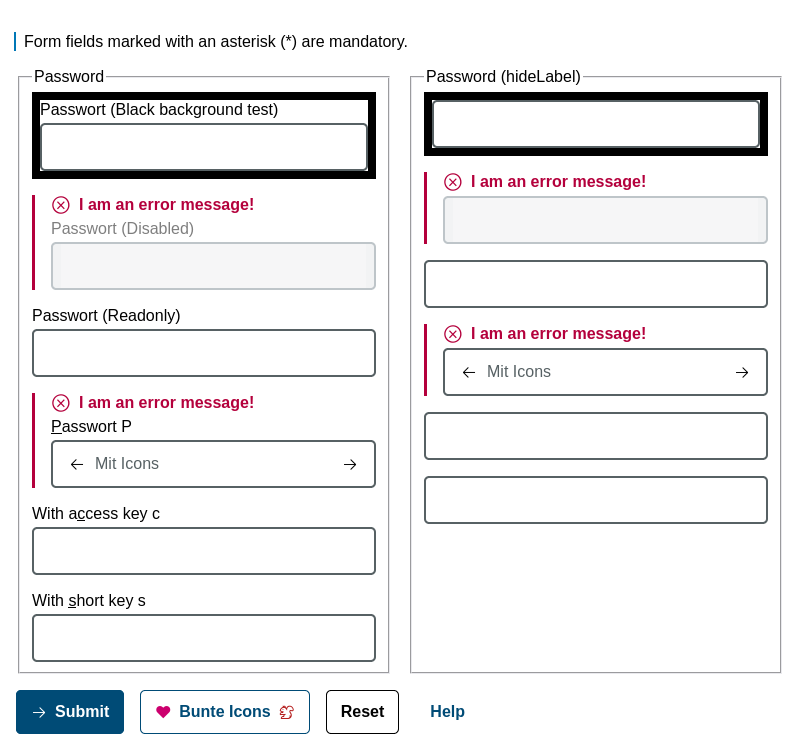 Form fields marked with an asterisk (*) are mandatory.
Password
Passwort (Black background test)
I am an error message!
Passwort (Disabled)
Passwort (Readonly)
I am an error message!
Passwort P
Mit Icons
With access key c
With short key s
Password (hideLabel)
I am an error message!
I am an error message!
Mit Icons
Submit
Bunte Icons
Reset
Help